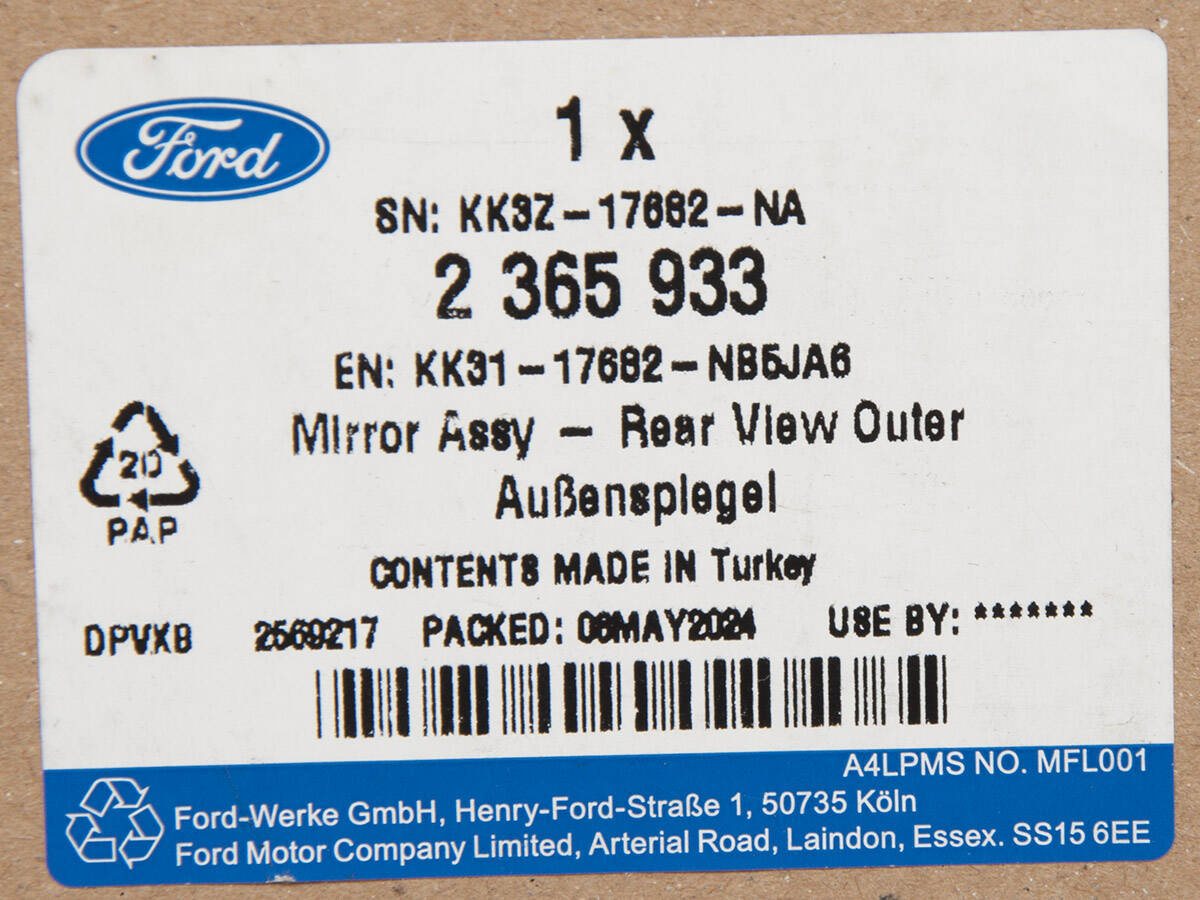 Ford
1 x
SN: KK3Z-17682-NA
2 365 933
EN: KK31-17682-NB5JA6
Mirror Assy - Rear View Outer
Außenspiegel
20
PAP
CONTENTS MADE IN Turkey
DPVXB 2569217 PACKED: 06MAY2024 USE BY: *******
A4LPMS NO. MFL001
Ford-Werke GmbH, Henry-Ford-Straße 1, 50735 Köln
Ford Motor Company Limited, Arterial Road, Laindon, Essex. SS15 6EE